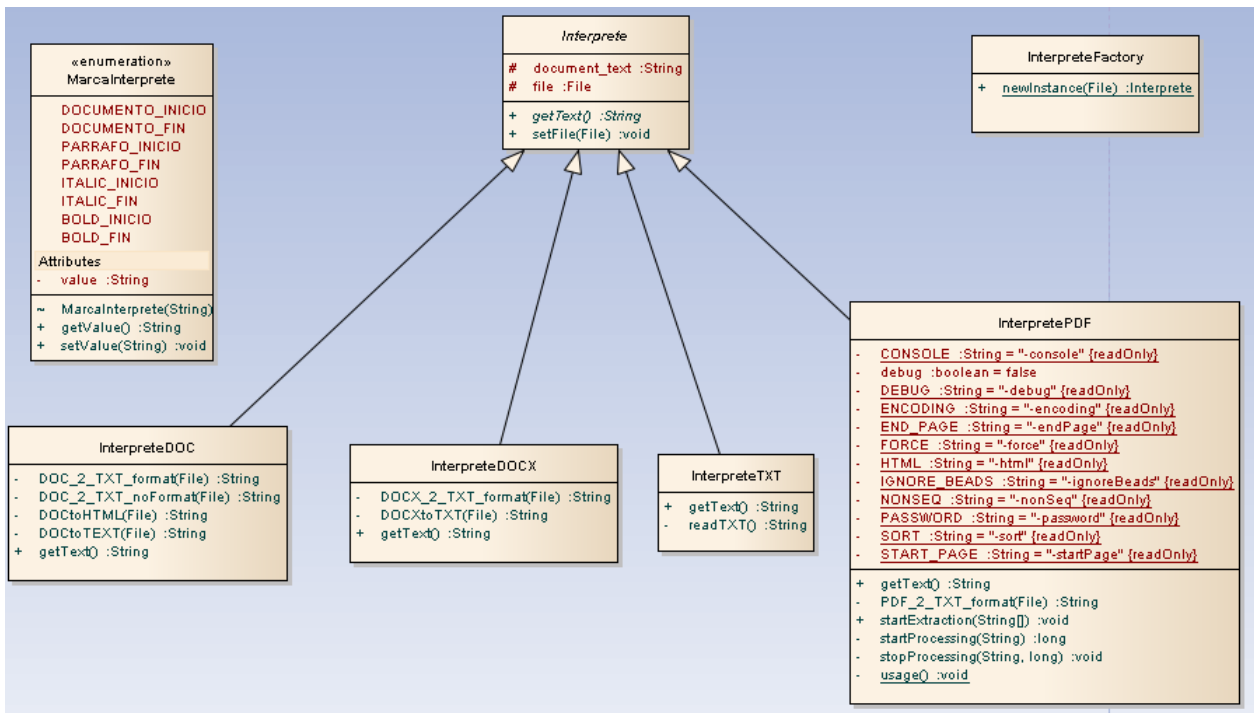 «enumeration»
MarcaInterprete
DOCUMENTO_INICIO
DOCUMENTO_FIN
PARRAFO_INICIO
PARRAFO_FIN
ITALIC_INICIO
ITALIC_FIN
BOLD_INICIO
BOLD_FIN
Attributes
- value :String
~ MarcaInterprete(String)
+ getValue() :String
+ setValue(String) :void
Interprete
# document_text :String
# file :File
+ getText() :String
+ setFile(File) :void
InterpreteFactory
+ newInstance(File) :Interprete
InterpreteDOC
- DOC_2_TXT_format(File) :String
- DOC_2_TXT_noFormat(File) :String
- DOCtoHTML(File) :String
- DOCtoTEXT(File) :String
+ getText() :String
InterpreteDOCX
- DOCX_2_TXT_format(File) :String
- DOCXtoTXT(File) :String
+ getText() :String
InterpreteTXT
+ getText() :String
- readTXT() :String
InterpretePDF
- CONSOLE :String = "-console" {readOnly}
- debug :boolean = false
- DEBUG :String = "-debug" {readOnly}
- ENCODING :String = "-encoding" {readOnly}
- END_PAGE :String = "-endPage" {readOnly}
- FORCE :String = "-force" {readOnly}
- HTML :String = "-html" {readOnly}
- IGNORE_BEADS :String = "-ignoreBeads" {readOnly}
- NONSEQ :String = "-nonSeq" {readOnly}
- PASSWORD :String = "-password" {readOnly}
- SORT :String = "-sort" {readOnly}
- START_PAGE :String = "-startPage" {readOnly}
+ getText() :String
- PDF_2_TXT_format(File) :String
+ startExtraction(String[]) :void
- startProcessing(String) :long
- stopProcessing(String, long) :void
- usage() :void